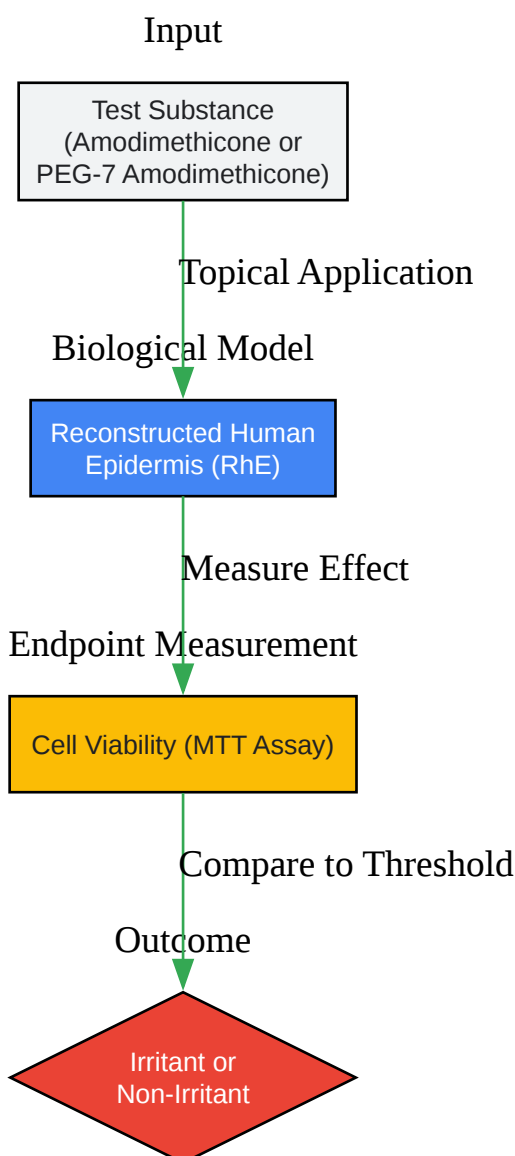 Input
Test Substance
(Amodimethicone or
PEG-7 Amodimethicone)
Topical Application
Biological Model
Reconstructed Human
Epidermis (RhE)
Measure Effect
Endpoint Measurement
Cell Viability (MTT Assay)
Compare to Threshold
Outcome
Irritant or
Non-Irritant